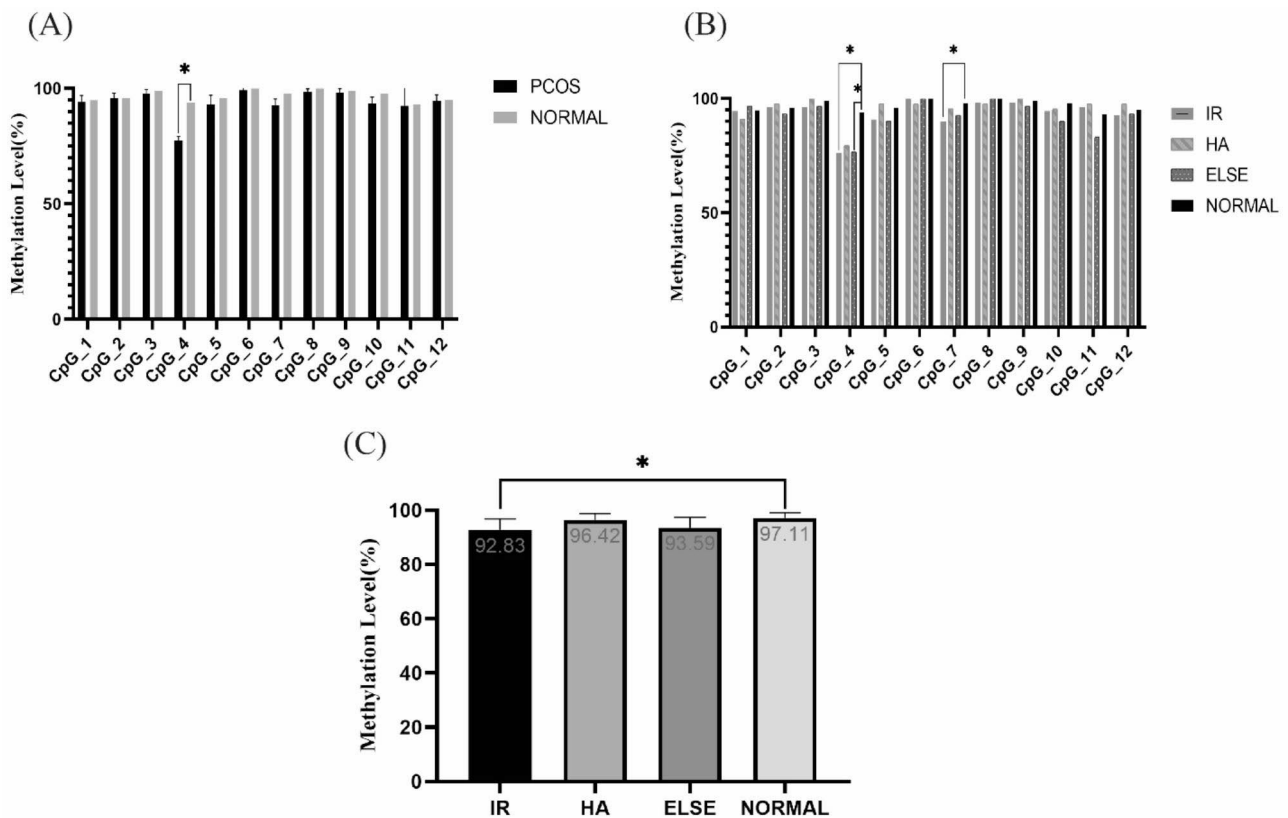 (A)
*
PCOS
NORMAL
Methylation Level(%)
100
50
0
CpG_1
CpG_2
CpG_3
CpG_4
CpG_5
CpG_6
CpG_7
CpG_8
CpG_9
CpG_10
CpG_11
CpG_12
(B)
*
*
*
IR
HA
ELSE
NORMAL
Methylation Level(%)
100
50
0
CpG_1
CpG_2
CpG_3
CpG_4
CpG_5
CpG_6
CpG_7
CpG_8
CpG_9
CpG_10
CpG_11
CpG_12
(C)
*
Methylation Level(%)
100
80
60
40
20
0
92.83
96.42
93.59
97.11
IR
HA
ELSE
NORMAL